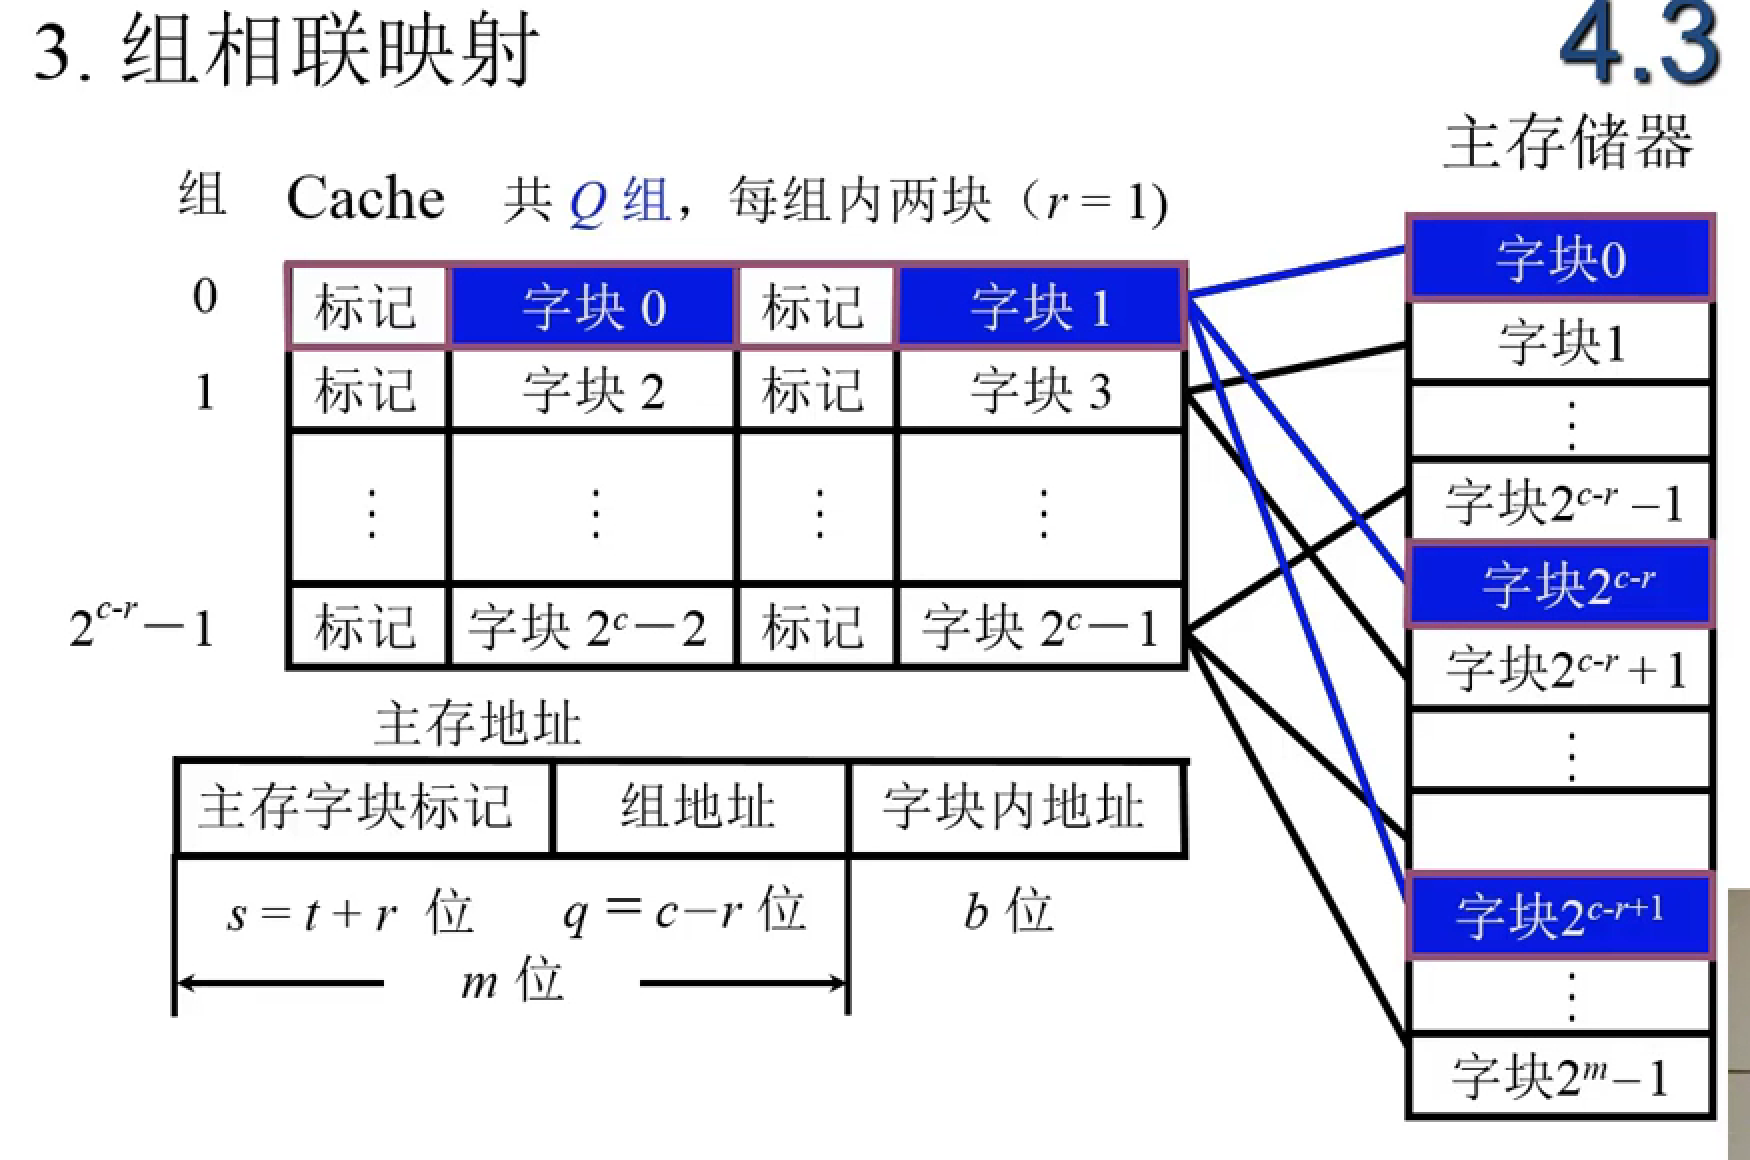 3. 组相联映射
4.3
主存储器
组 Cache 共 Q 组，每组内两块（r = 1)
0 标记 字块 0 标记 字块 1
1 标记 字块 2 标记 字块 3
⋮ ⋮ ⋮ ⋮
2^{c-r}－1 标记 字块 2^c－2 标记 字块 2^c－1
字块0
字块1
⋮
字块2^{c-r} –1
字块2^{c-r}
字块2^{c-r} + 1
⋮
字块2^{c-r+1}
⋮
字块2^m–1
主存地址
主存字块标记 组地址 字块内地址
s = t + r 位 q = c–r 位 b 位
m 位